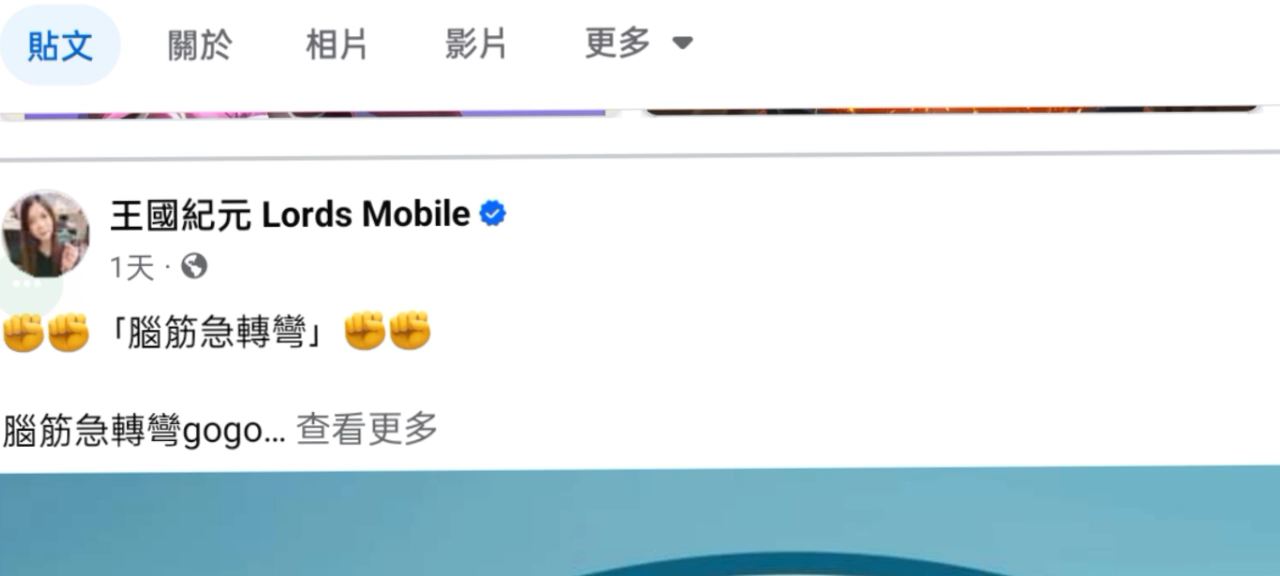 貼文 關於 相片 影片 更多
王國紀元 Lords Mobile
1天 ·
「腦筋急轉彎」
腦筋急轉彎gogo... 查看更多